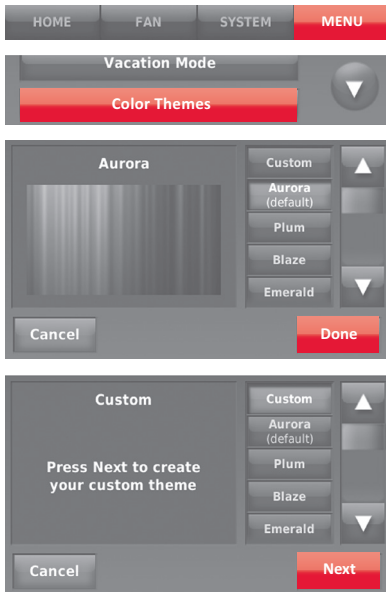 HOME FAN SYSTEM MENU
Vacation Mode
Color Themes
Aurora
Custom
Aurora
(default)
Plum
Blaze
Emerald
Cancel
Done
Custom
Press Next to create
your custom theme
Custom
Aurora
(default)
Plum
Blaze
Emerald
Cancel
Next